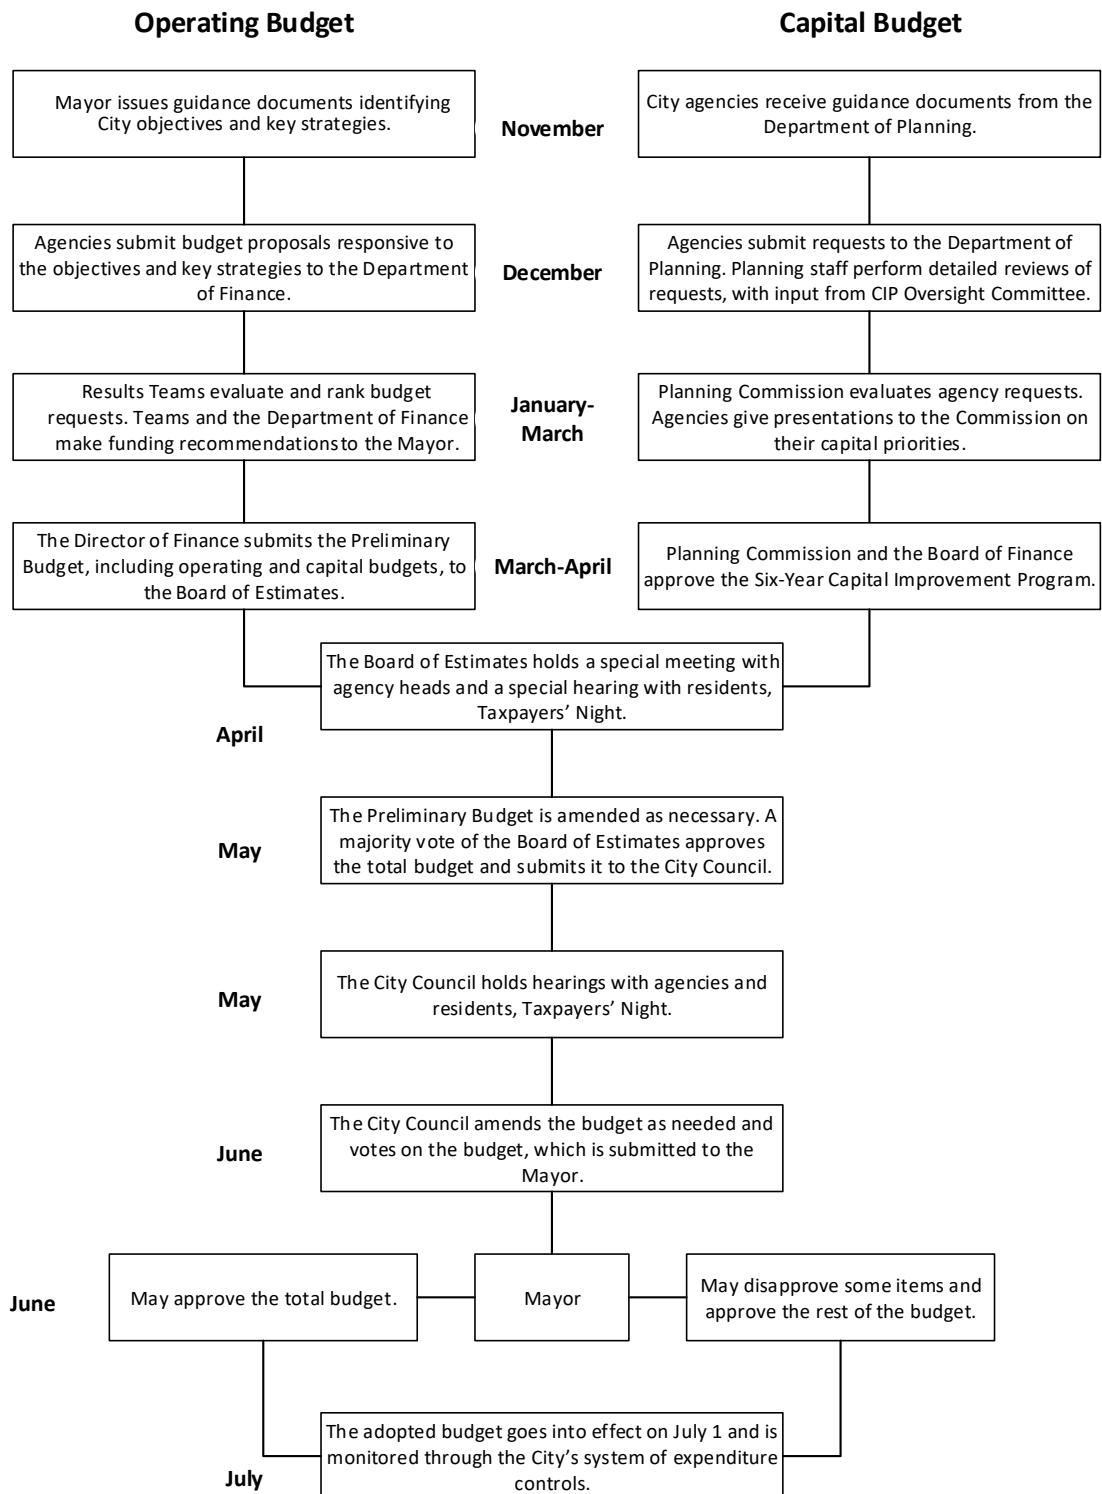 Operating Budget
Capital Budget
Mayor issues guidance documents identifying
City objectives and key strategies.
November
City agencies receive guidance documents from the
Department of Planning.
Agencies submit budget proposals responsive to
the objectives and key strategies to the Department
of Finance.
December
Agencies submit requests to the Department of
Planning. Planning staff perform detailed reviews of
requests, with input from CIP Oversight Committee.
Results Teams evaluate and rank budget
requests. Teams and the Department of Finance
make funding recommendations to the Mayor.
January-
March
Planning Commission evaluates agency requests.
Agencies give presentations to the Commission on
their capital priorities.
The Director of Finance submits the Preliminary
Budget, including operating and capital budgets, to
the Board of Estimates.
March-April
Planning Commission and the Board of Finance
approve the Six-Year Capital Improvement Program.
The Board of Estimates holds a special meeting with
agency heads and a special hearing with residents,
Taxpayers’ Night.
April
The Preliminary Budget is amended as necessary. A
majority vote of the Board of Estimates approves
the total budget and submits it to the City Council.
May
The City Council holds hearings with agencies and
residents, Taxpayers’ Night.
May
The City Council amends the budget as needed and
votes on the budget, which is submitted to the
Mayor.
June
June
May approve the total budget.
Mayor
May disapprove some items and
approve the rest of the budget.
The adopted budget goes into effect on July 1 and is
monitored through the City’s system of expenditure
controls.
July